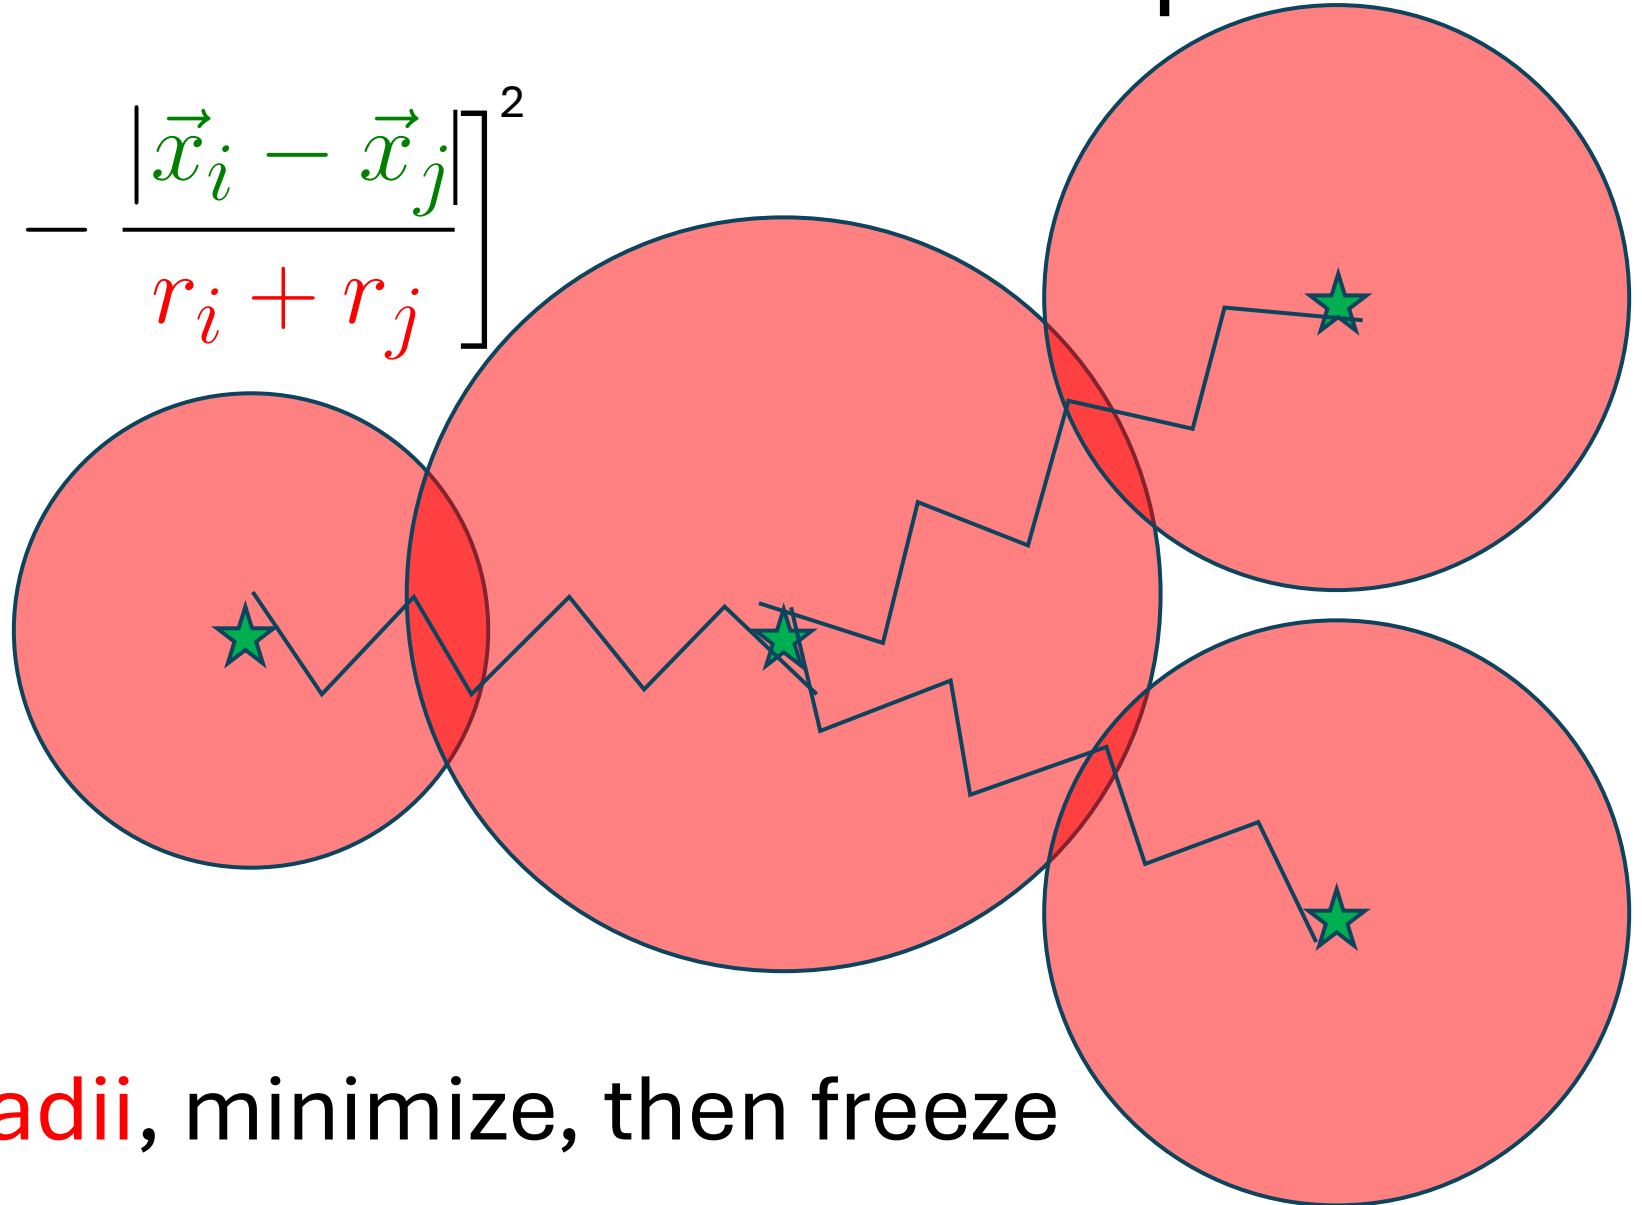 − |x⃗ᵢ − x⃗ⱼ| ]²
rᵢ + rⱼ
adii, minimize, then freeze